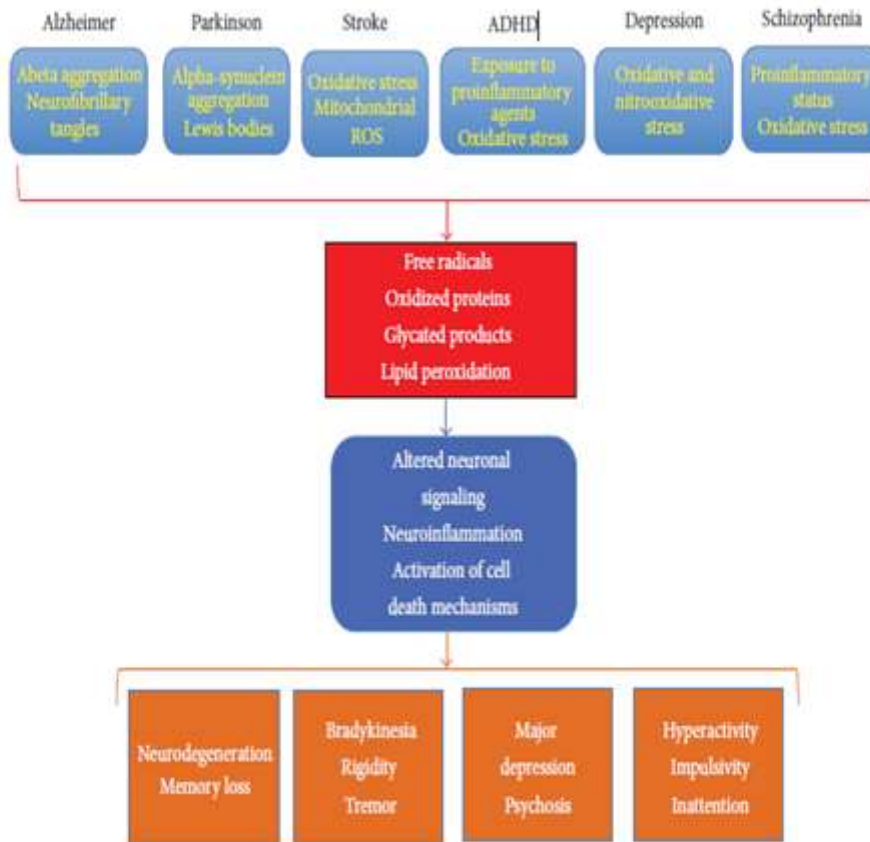 Alzheimer
Parkinson
Stroke
ADHD
Depression
Schizophrenia
Abeta aggregation
Neurofibrillary
tangles
Alpha-synuclein
aggregation
Lewis bodies
Oxidative stress
Mitochondrial
ROS
Exposure to
proinflammatory
agents
Oxidative stress
Oxidative and
nitrooxidative
stress
Proinflammatory
status
Oxidative stress
Free radicals
Oxidized proteins
Glycated products
Lipid peroxidation
Altered neuronal
signaling
Neuroinflammation
Activation of cell
death mechanisms
Neurodegeneration
Memory loss
Bradykinesia
Rigidity
Tremor
Major
depression
Psychosis
Hyperactivity
Impulsivity
Inattention